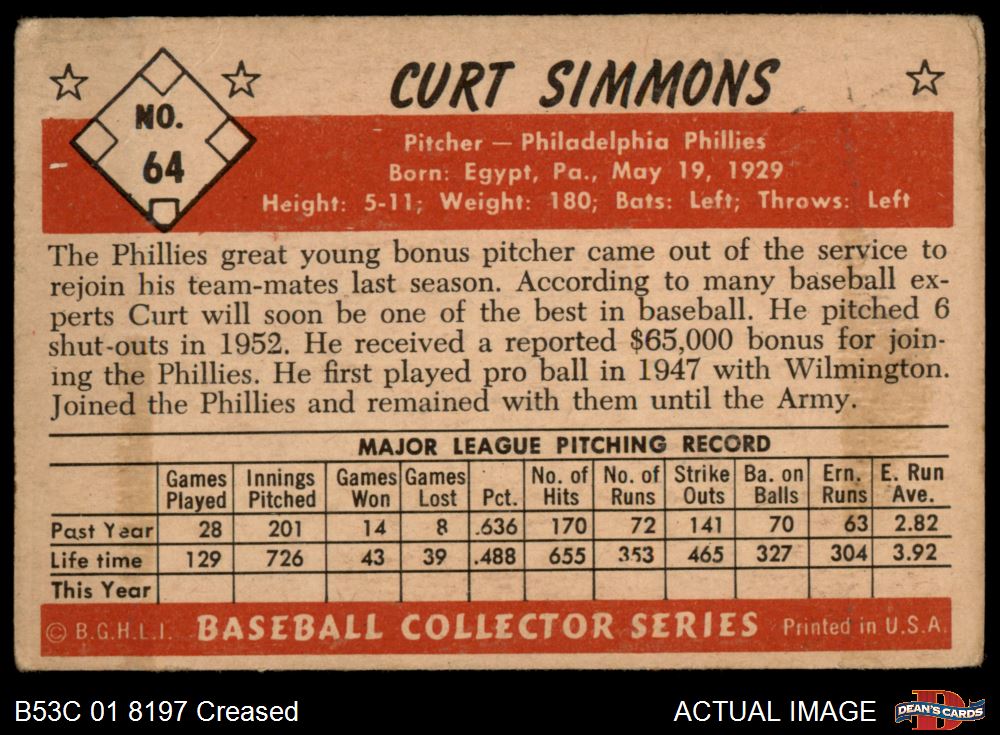 NO.
64
CURT SIMMONS
Pitcher — Philadelphia Phillies
Born: Egypt, Pa., May 19, 1929
Height: 5-11; Weight: 180; Bats: Left; Throws: Left
The Phillies great young bonus pitcher came out of the service to
rejoin his team-mates last season. According to many baseball ex-
perts Curt will soon be one of the best in baseball. He pitched 6
shut-outs in 1952. He received a reported $65,000 bonus for join-
ing the Phillies. He first played pro ball in 1947 with Wilmington.
Joined the Phillies and remained with them until the Army.
MAJOR LEAGUE PITCHING RECORD
Games Played Innings Pitched Games Won Games Lost Pct. No. of Hits No. of Runs Strike Outs Ba. on Balls Ern. Runs E. Run Ave.
Past Year 28 201 14 8 .636 170 72 141 70 63 2.82
Life time 129 726 43 39 .488 655 353 465 327 304 3.92
This Year
© B.G.H.L.I. BASEBALL COLLECTOR SERIES Printed in U.S.A.
B53C 01 8197 Creased ACTUAL IMAGE D DEAN'S CARDS